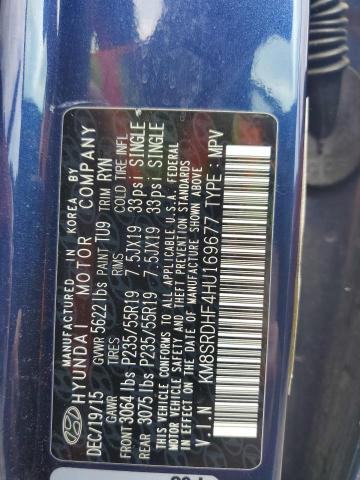 MANUFACTURED IN KOREA BY
HYUNDAI MOTOR COMPANY
DEC/19/15 GVWR 5622 lbs PAINT TU9 TRIM RYN
GAWR TIRES RMS COLD TIRE INFL
FRONT 3064 lbs P235/55R19 7.5JX19 33psi SINGLE
REAR 3075 lbs P235/55R19 7.5JX19 33psi SINGLE
THIS VEHICLE CONFORMS TO ALL APPLICABLE U.S.A. FEDERAL
MOTOR VEHICLE SAFETY AND THEFT PREVENTION STANDARDS
IN EFFECT ON THE DATE OF MANUFACTURE SHOWN ABOVE.
V-I.N : KM8SRDHF4HU169677 TYPE : MPV